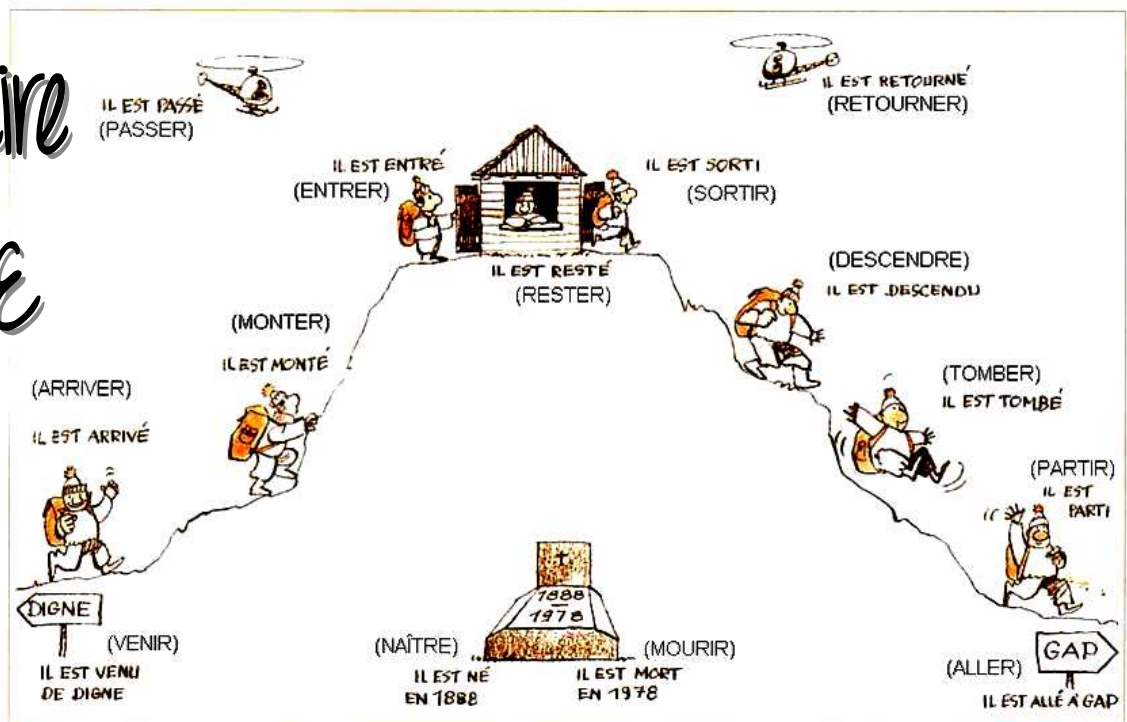 ire
E
IL EST PASSÉ
(PASSER)
IL EST RETOURNÉ
(RETOURNER)
IL EST ENTRÉ
(ENTRER)
IL EST SORTI
(SORTIR)
IL EST RESTÉ
(RESTER)
(DESCENDRE)
IL EST DESCENDU
(MONTER)
IL EST MONTÉ
(TOMBER)
IL EST TOMBÉ
(ARRIVER)
IL EST ARRIVÉ
(PARTIR)
IL EST
PARTI
DIGNE
(VENIR)
IL EST VENU
DE DIGNE
1888
1978
(NAÎTRE)
(MOURIR)
IL EST NÉ
EN 1888
IL EST MORT
EN 1978
GAP
(ALLER)
IL EST ALLÉ À GAP